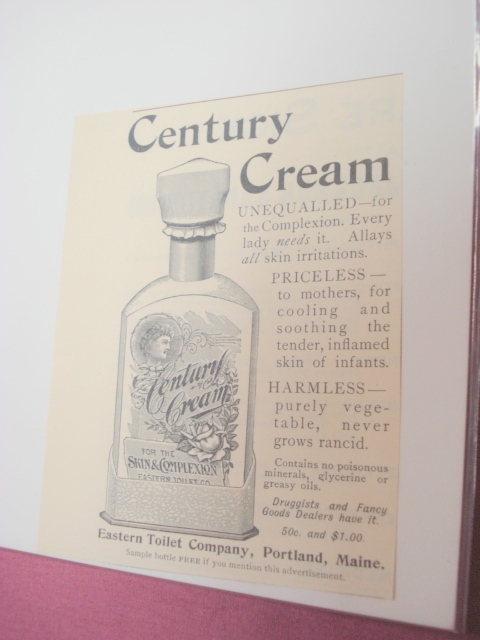 Century
Cream
UNEQUALLED—for
the Complexion. Every
lady needs it. Allays
all skin irritations.
PRICELESS—
to mothers, for
cooling and
soothing the
tender, inflamed
skin of infants.
HARMLESS—
purely vege-
table, never
grows rancid.
Contains no poisonous
minerals, glycerine or
greasy oils.
Druggists and Fancy
Goods Dealers have it.
50c. and $1.00.
Century
Cream
FOR THE
SKIN & COMPLEXION
EASTERN TOILET CO.
Eastern Toilet Company, Portland, Maine.
Sample bottle FREE if you mention this advertisement.